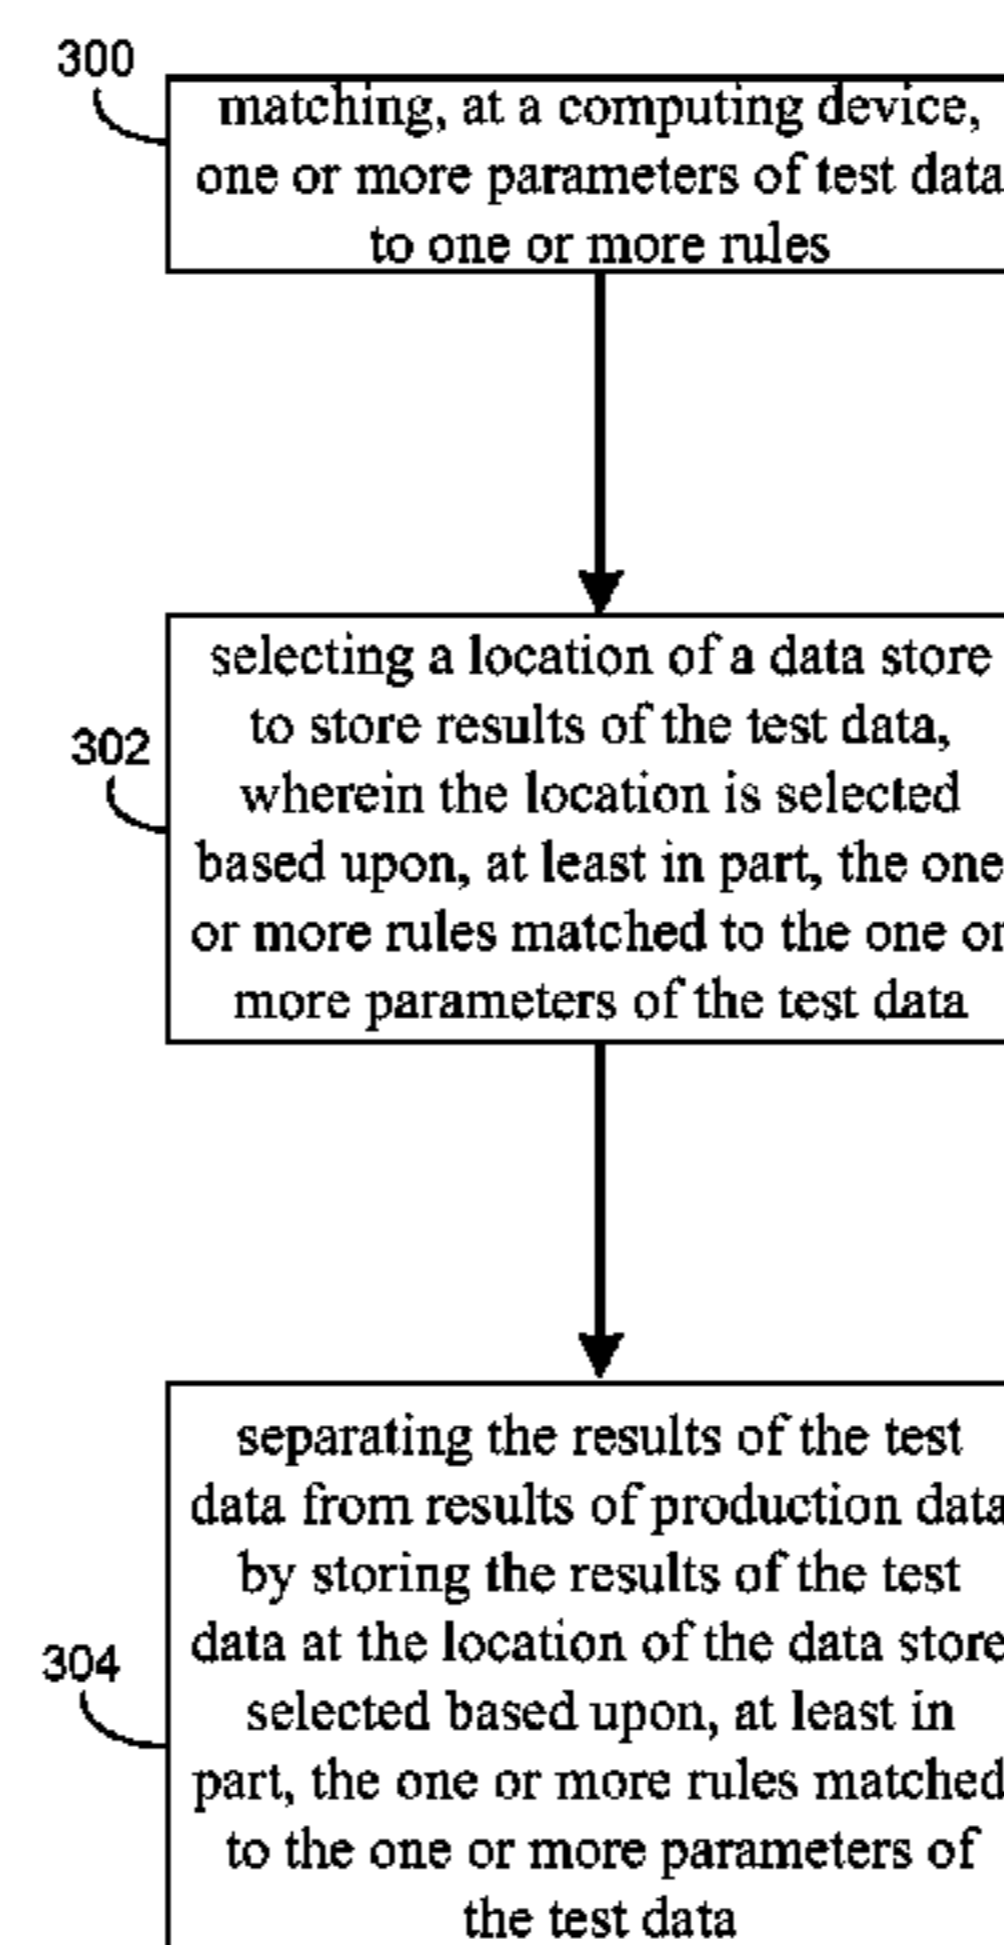 300
matching, at a computing device,
one or more parameters of test data
to one or more rules
302
selecting a location of a data store
to store results of the test data,
wherein the location is selected
based upon, at least in part, the one
or more rules matched to the one or
more parameters of the test data
304
separating the results of the test
data from results of production data
by storing the results of the test
data at the location of the data store
selected based upon, at least in
part, the one or more rules matched
to the one or more parameters of
the test data